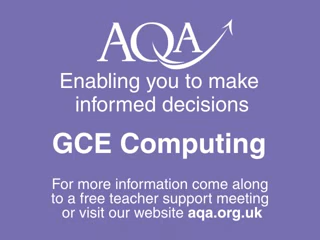 AQA
Enabling you to make
informed decisions
GCE Computing
For more information come along
to a free teacher support meeting
or visit our website aqa.org.uk